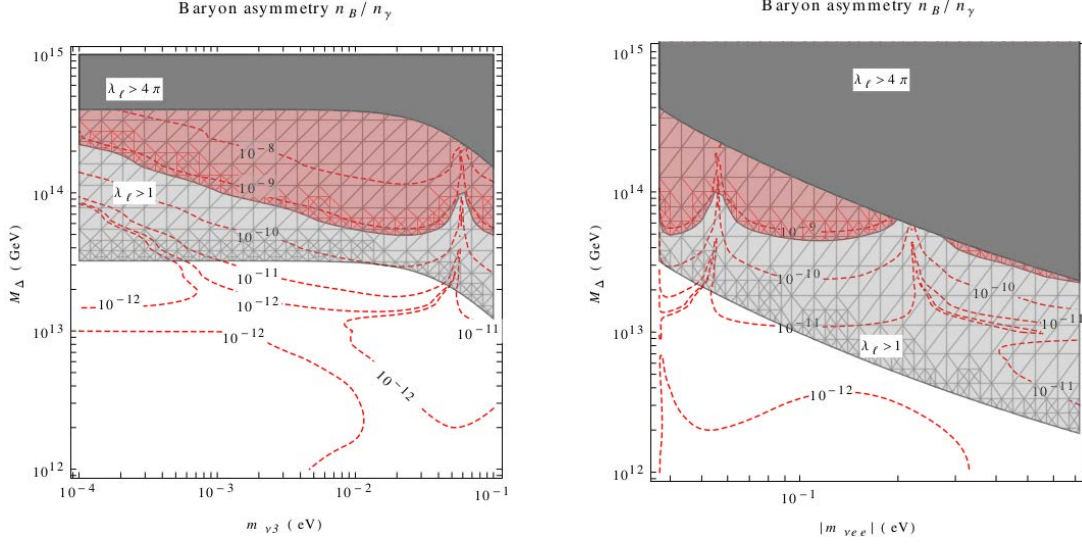 Baryon asymmetry n_B / n_γ
10^15
10^14
10^13
10^12
M_Δ ( GeV)
λ_ℓ > 4 π
10^-8
10^-9
λ_ℓ > 1
10^-10
10^-11
10^-12
10^-12
10^-12
10^-11
10^-12
10^-4
10^-3
10^-2
10^-1
m_ν3 ( eV)
Baryon asymmetry n_B / n_γ
10^15
10^14
10^13
10^12
M_Δ ( GeV)
λ_ℓ > 4 π
10^-9
10^-10
10^-10
10^-11
10^-11
λ_ℓ > 1
10^-11
10^-12
10^-1
|m_νee| ( eV)